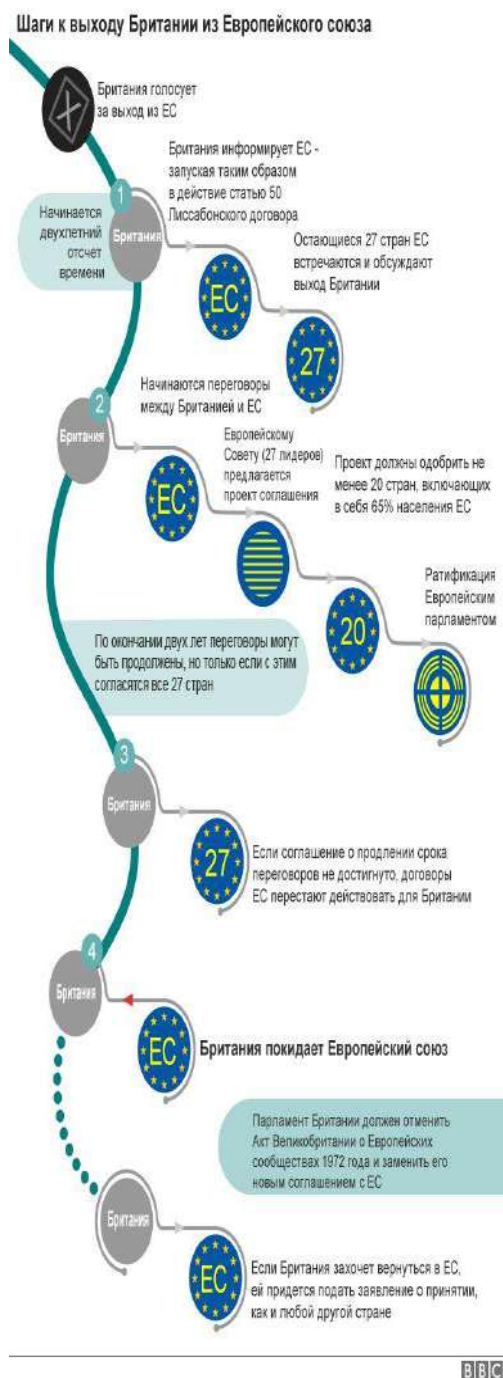 Шаги к выходу Британии из Европейского союза
Британия голосует
за выход из ЕС
1
Британия
Начинается
двухлетний
отсчет
времени
Британия информирует ЕС -
запуская таким образом
в действие статью 50
Лиссабонского договора
ЕС
Остающиеся 27 стран ЕС
встречаются и обсуждают
выход Британии
27
2
Британия
Начинаются переговоры
между Британией и ЕС
ЕС
Европейскому
Совету (27 лидеров)
предлагается
проект соглашения
Проект должны одобрить не
менее 20 стран, включающих
в себя 65% населения ЕС
20
Ратификация
Европейским
парламентом
По окончании двух лет переговоры могут
быть продолжены, но только если с этим
согласятся все 27 стран
3
Британия
27
Если соглашение о продлении срока
переговоров не достигнуто, договоры
ЕС перестают действовать для Британии
4
Британия
ЕС
Британия покидает Европейский союз
Парламент Британии должен отменить
Акт Великобритании о Европейских
сообществах 1972 года и заменить его
новым соглашением с ЕС
Британия
ЕС
Если Британия захочет вернуться в ЕС,
ей придется подать заявление о принятии,
как и любой другой стране
BBC